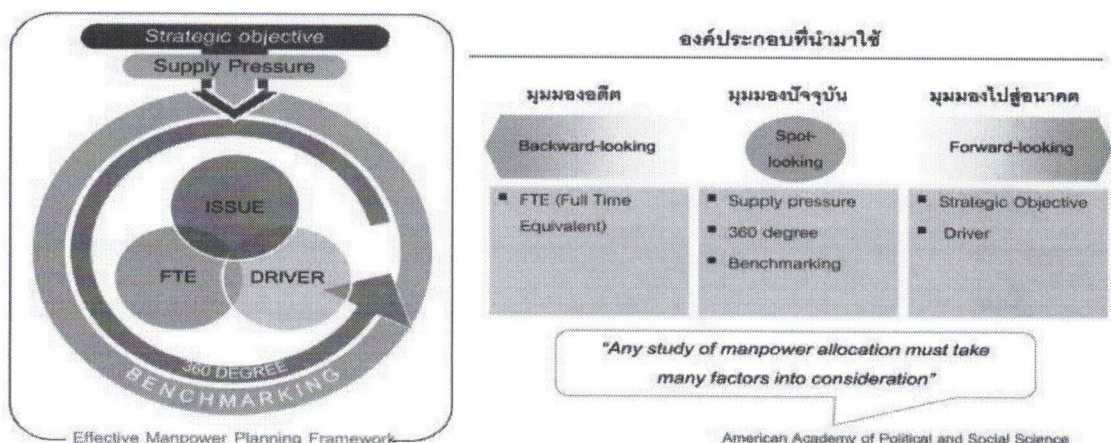 Strategic objective
Supply Pressure
ISSUE
FTE
DRIVER
360 DEGREE
BENCHMARKING
Effective Manpower Planning Framework
องค์ประกอบที่นำมาใช้
มุมมองอดีต
มุมมองปัจจุบัน
มุมมองไปสู่อนาคต
Backward-looking
Spot-
looking
Forward-looking
▪ FTE (Full Time
Equivalent)
▪ Supply pressure
▪ 360 degree
▪ Benchmarking
▪ Strategic Objective
▪ Driver
"Any study of manpower allocation must take
many factors into consideration"
American Academy of Political and Social Science